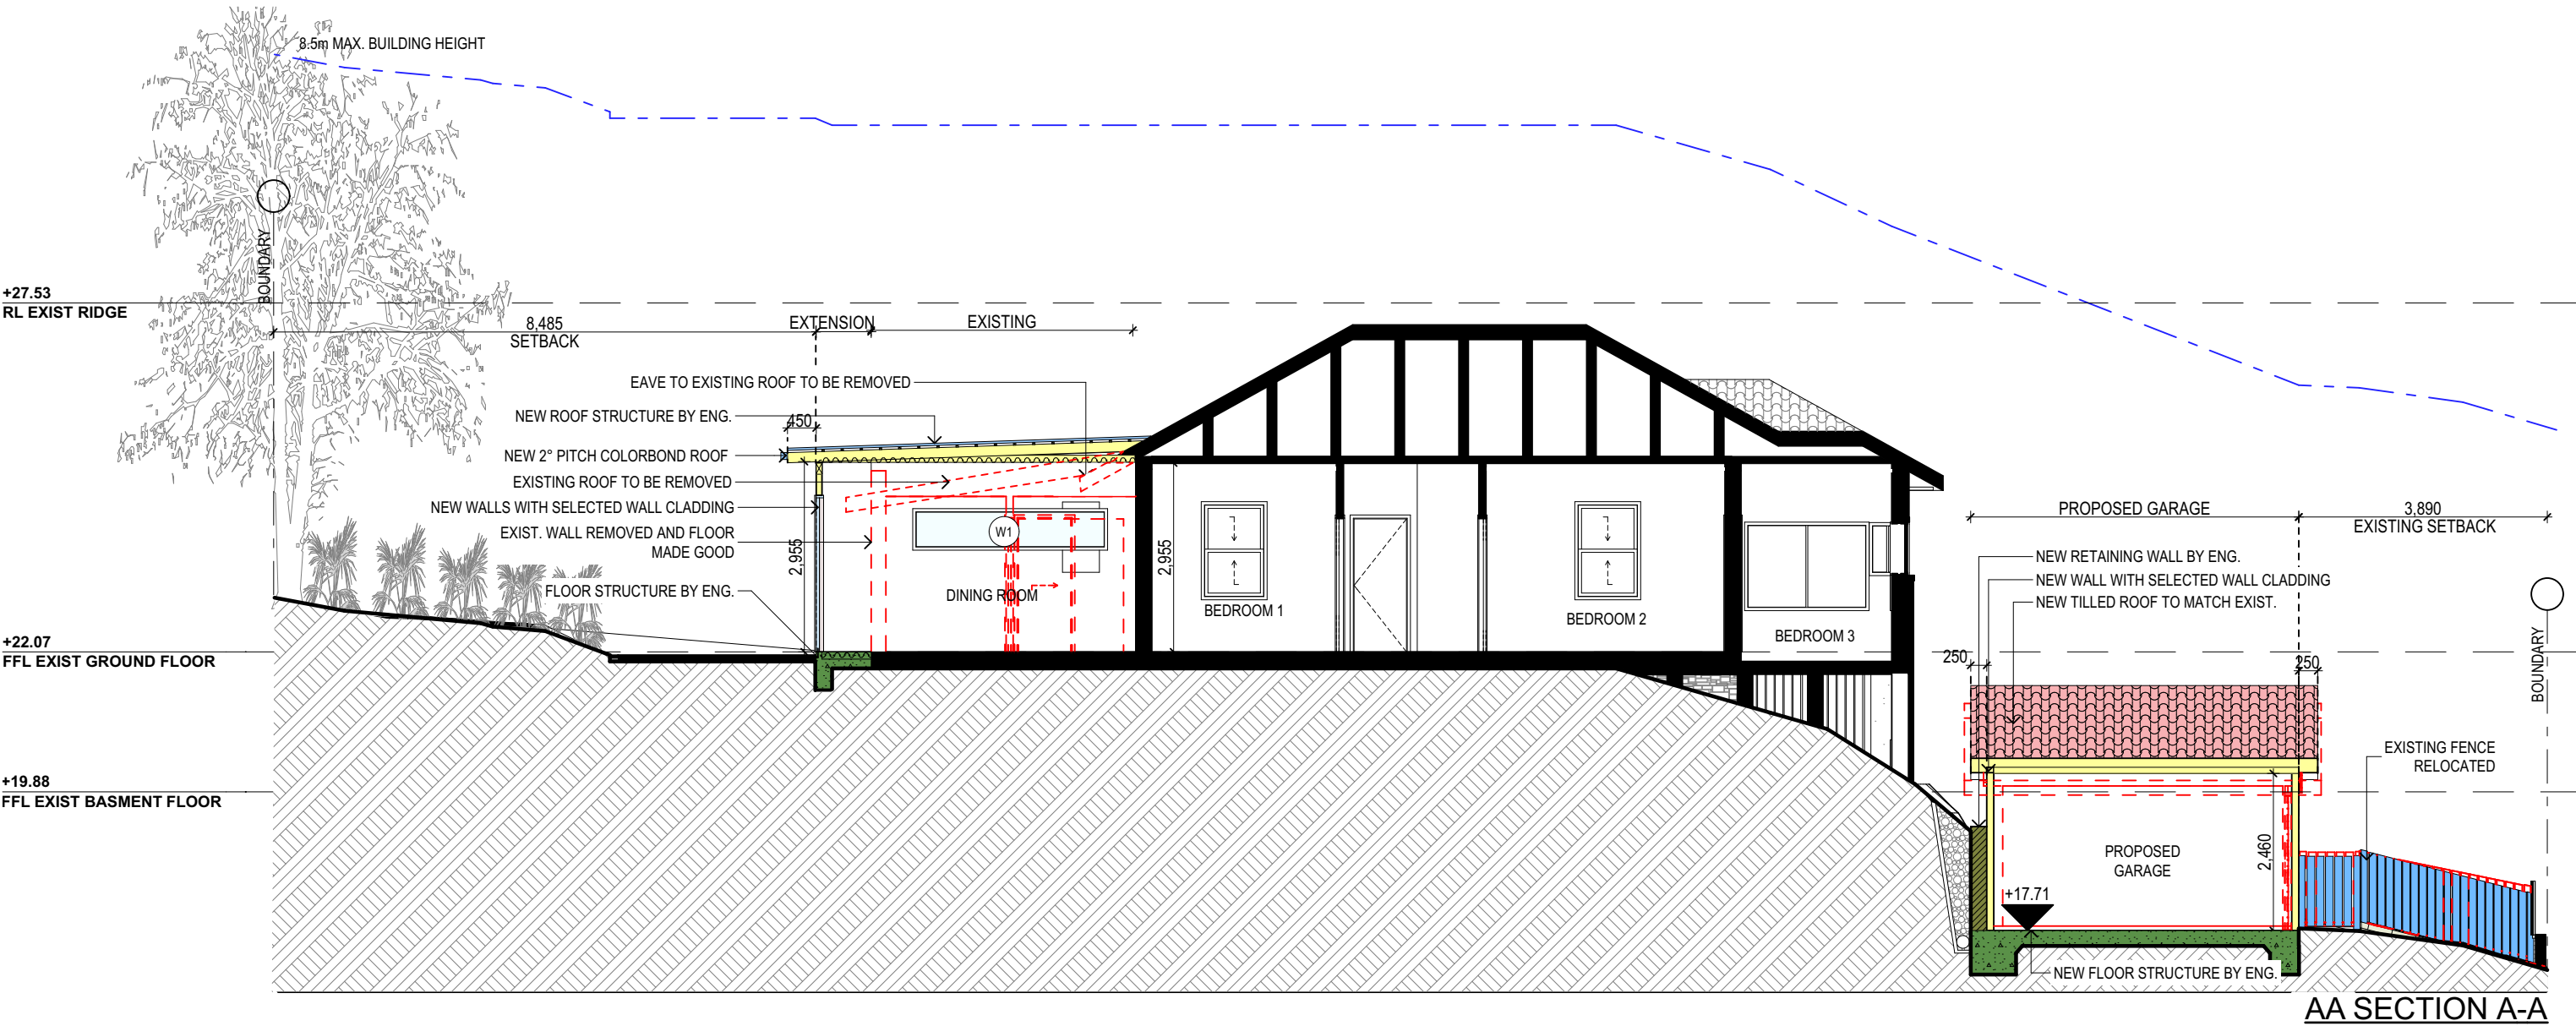 8.5m MAX. BUILDING HEIGHT
BOUNDARY
+27.53
RL EXIST RIDGE
8,485
SETBACK
EXTENSION
EXISTING
EAVE TO EXISTING ROOF TO BE REMOVED
NEW ROOF STRUCTURE BY ENG.
450
NEW 2° PITCH COLORBOND ROOF
EXISTING ROOF TO BE REMOVED
NEW WALLS WITH SELECTED WALL CLADDING
EXIST. WALL REMOVED AND FLOOR
MADE GOOD
FLOOR STRUCTURE BY ENG.
2,955
W1
DINING ROOM
2,955
BEDROOM 1
BEDROOM 2
BEDROOM 3
PROPOSED GARAGE
3,890
EXISTING SETBACK
NEW RETAINING WALL BY ENG.
NEW WALL WITH SELECTED WALL CLADDING
NEW TILLED ROOF TO MATCH EXIST.
+22.07
FFL EXIST GROUND FLOOR
250
250
BOUNDARY
EXISTING FENCE
RELOCATED
+19.88
FFL EXIST BASMENT FLOOR
PROPOSED
GARAGE
2,460
+17.71
NEW FLOOR STRUCTURE BY ENG.
AA SECTION A-A